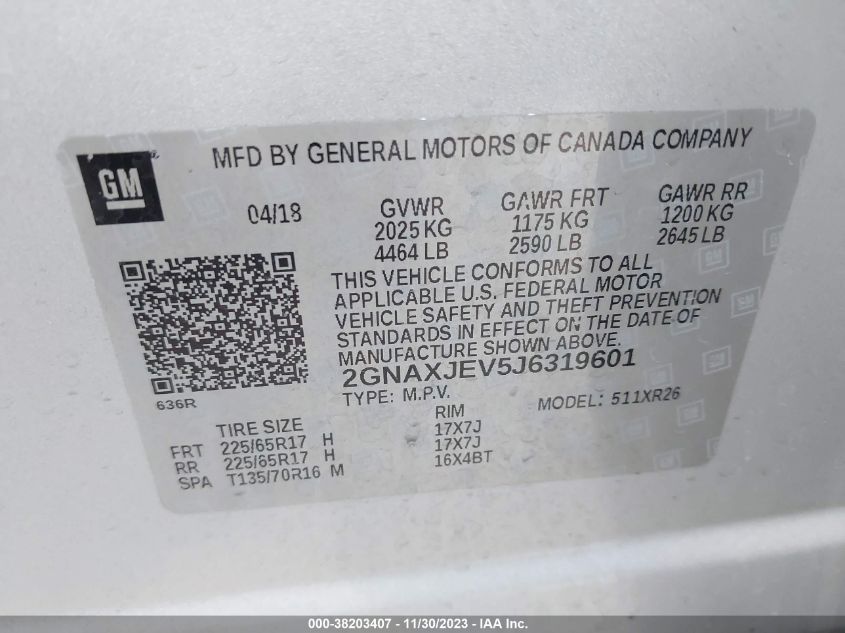 GM
MFD BY GENERAL MOTORS OF CANADA COMPANY
04/18
GVWR
2025 KG
4464 LB
GAWR FRT
1175 KG
2590 LB
GAWR RR
1200 KG
2645 LB
THIS VEHICLE CONFORMS TO ALL
APPLICABLE U.S. FEDERAL MOTOR
VEHICLE SAFETY AND THEFT PREVENTION
STANDARDS IN EFFECT ON THE DATE OF
MANUFACTURE SHOWN ABOVE.
2GNAXJEV5J6319601
TYPE: M.P.V.
MODEL: 511XR26
636R
TIRE SIZE RIM
FRT 225/65R17 H 17X7J
RR 225/65R17 H 17X7J
SPA T135/70R16 M 16X4BT
000-38203407 - 11/30/2023 - IAA Inc.